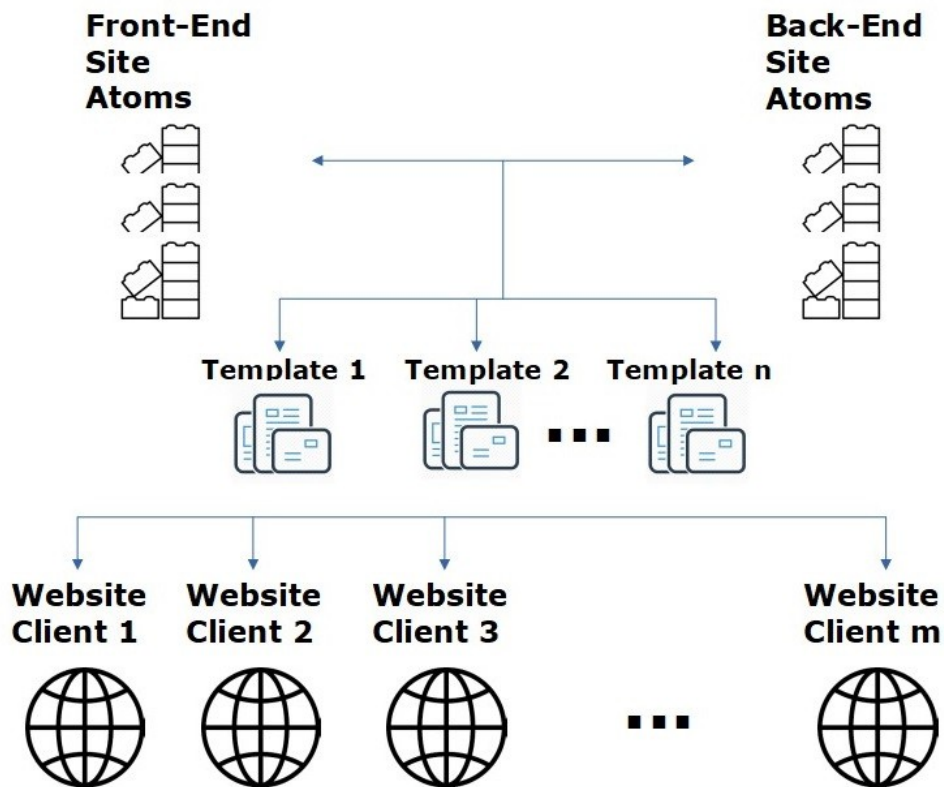 Front-End
Site
Atoms
Back-End
Site
Atoms
Template 1
Template 2
Template n
...
Website
Client 1
Website
Client 2
Website
Client 3
...
Website
Client m